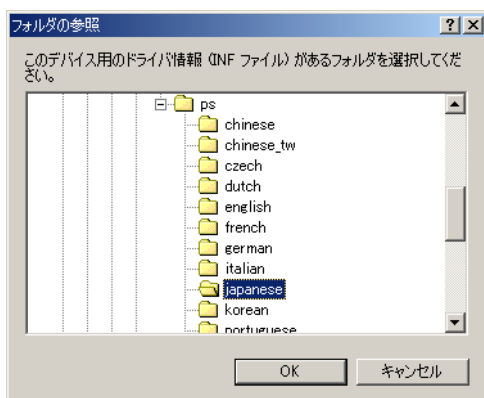 フォルダの参照
このデバイス用のドライバ情報 (INF ファイル) があるフォルダを選択してくだ
さい。
ps
chinese
chinese_tw
czech
dutch
english
french
german
italian
japanese
korean
portuguese
OK
キャンセル